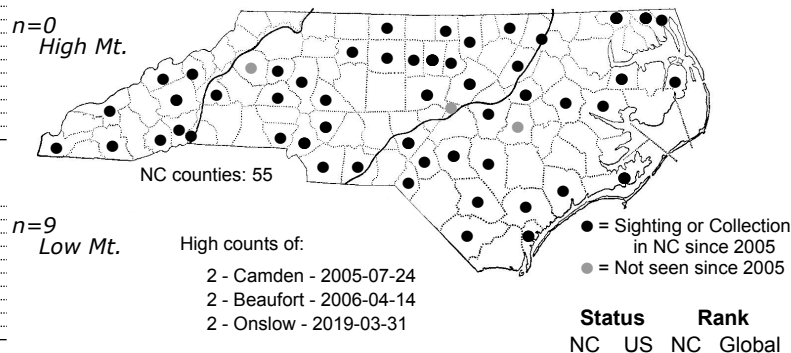 n=0
High Mt.
NC counties: 55
n=9
Low Mt.
High counts of:
2 - Camden - 2005-07-24
2 - Beaufort - 2006-04-14
2 - Onslow - 2019-03-31
● = Sighting or Collection
in NC since 2005
● = Not seen since 2005
Status Rank
NC US NC Global